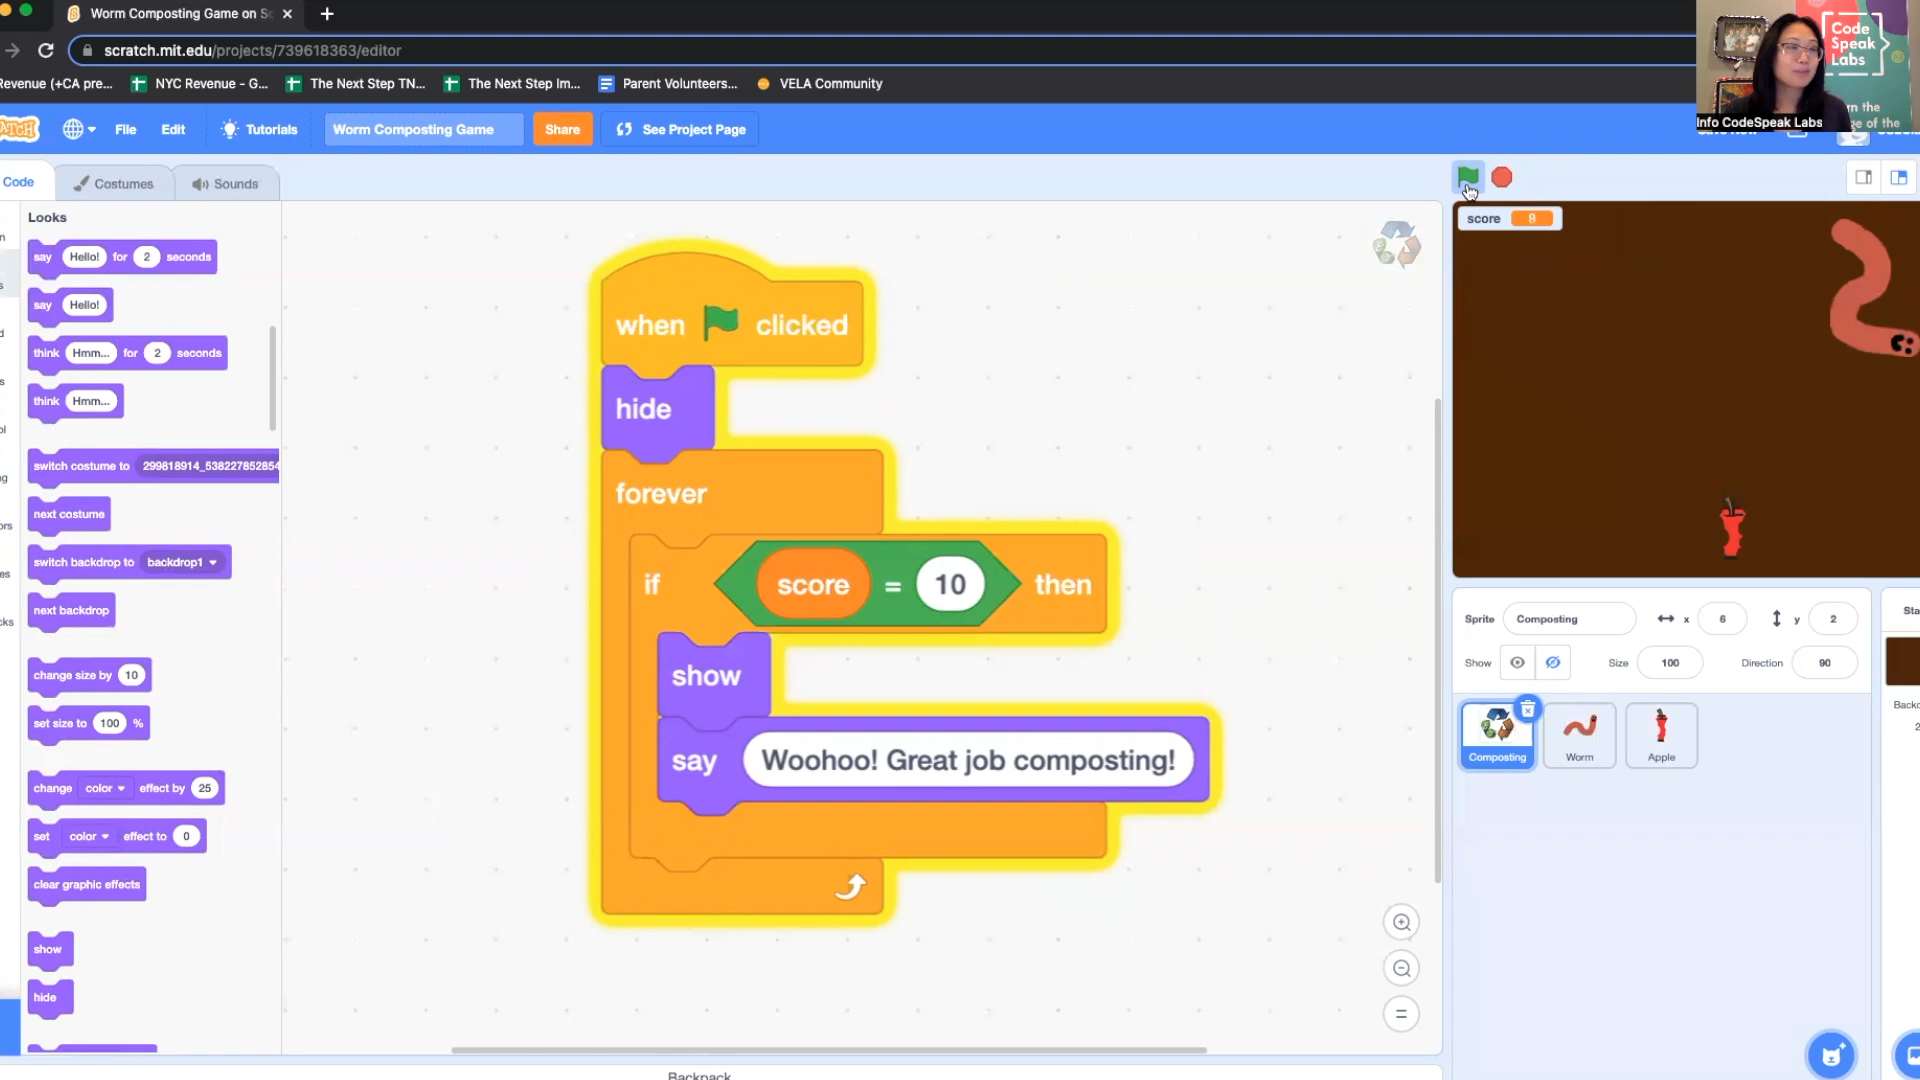 Worm Composting Game on Sc
scratch.mit.edu/projects/739618363/editor
Revenue (+CA pre...
NYC Revenue - G...
The Next Step TN...
The Next Step Im...
Parent Volunteers...
VELA Community
Code
Speak
Labs
Info CodeSpeak Labs
File
Edit
Tutorials
Worm Composting Game
Share
See Project Page
Code
Costumes
Sounds
Looks
say Hello! for 2 seconds
say Hello!
think Hmm... for 2 seconds
think Hmm...
switch costume to 299818914_538227852854
next costume
switch backdrop to backdrop1
next backdrop
change size by 10
set size to 100 %
change color effect by 25
set color effect to 0
clear graphic effects
show
hide
when clicked
hide
forever
if score = 10 then
show
say Woohoo! Great job composting!
score 8
Sprite Composting x 6 y 2
Show Size 100 Direction 90
Composting
Worm
Apple
Backpack